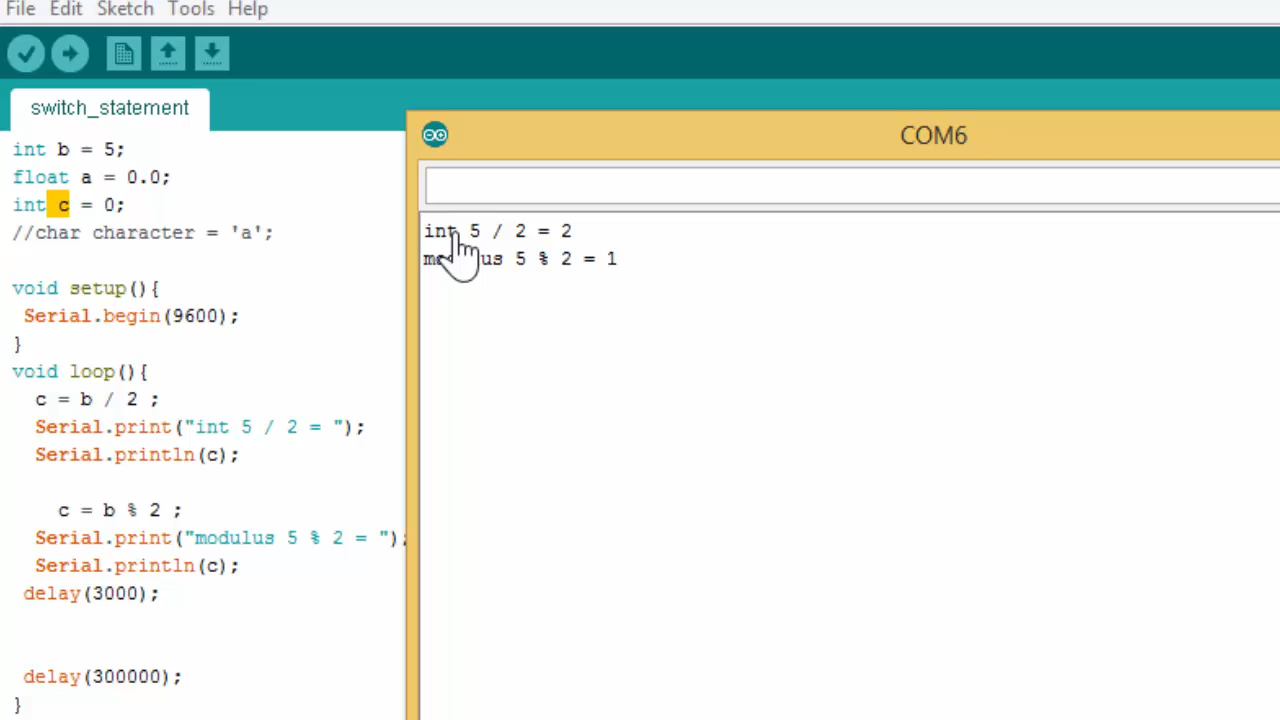 File Edit Sketch Tools Help
switch_statement
int b = 5;
float a = 0.0;
int c = 0;
//char character = 'a';
void setup(){
Serial.begin(9600);
}
void loop(){
c = b / 2 ;
Serial.print("int 5 / 2 = ");
Serial.println(c);
c = b % 2 ;
Serial.print("modulus 5 % 2 = ");
Serial.println(c);
delay(3000);
delay(300000);
}
COM6
int 5 / 2 = 2
modulus 5 % 2 = 1